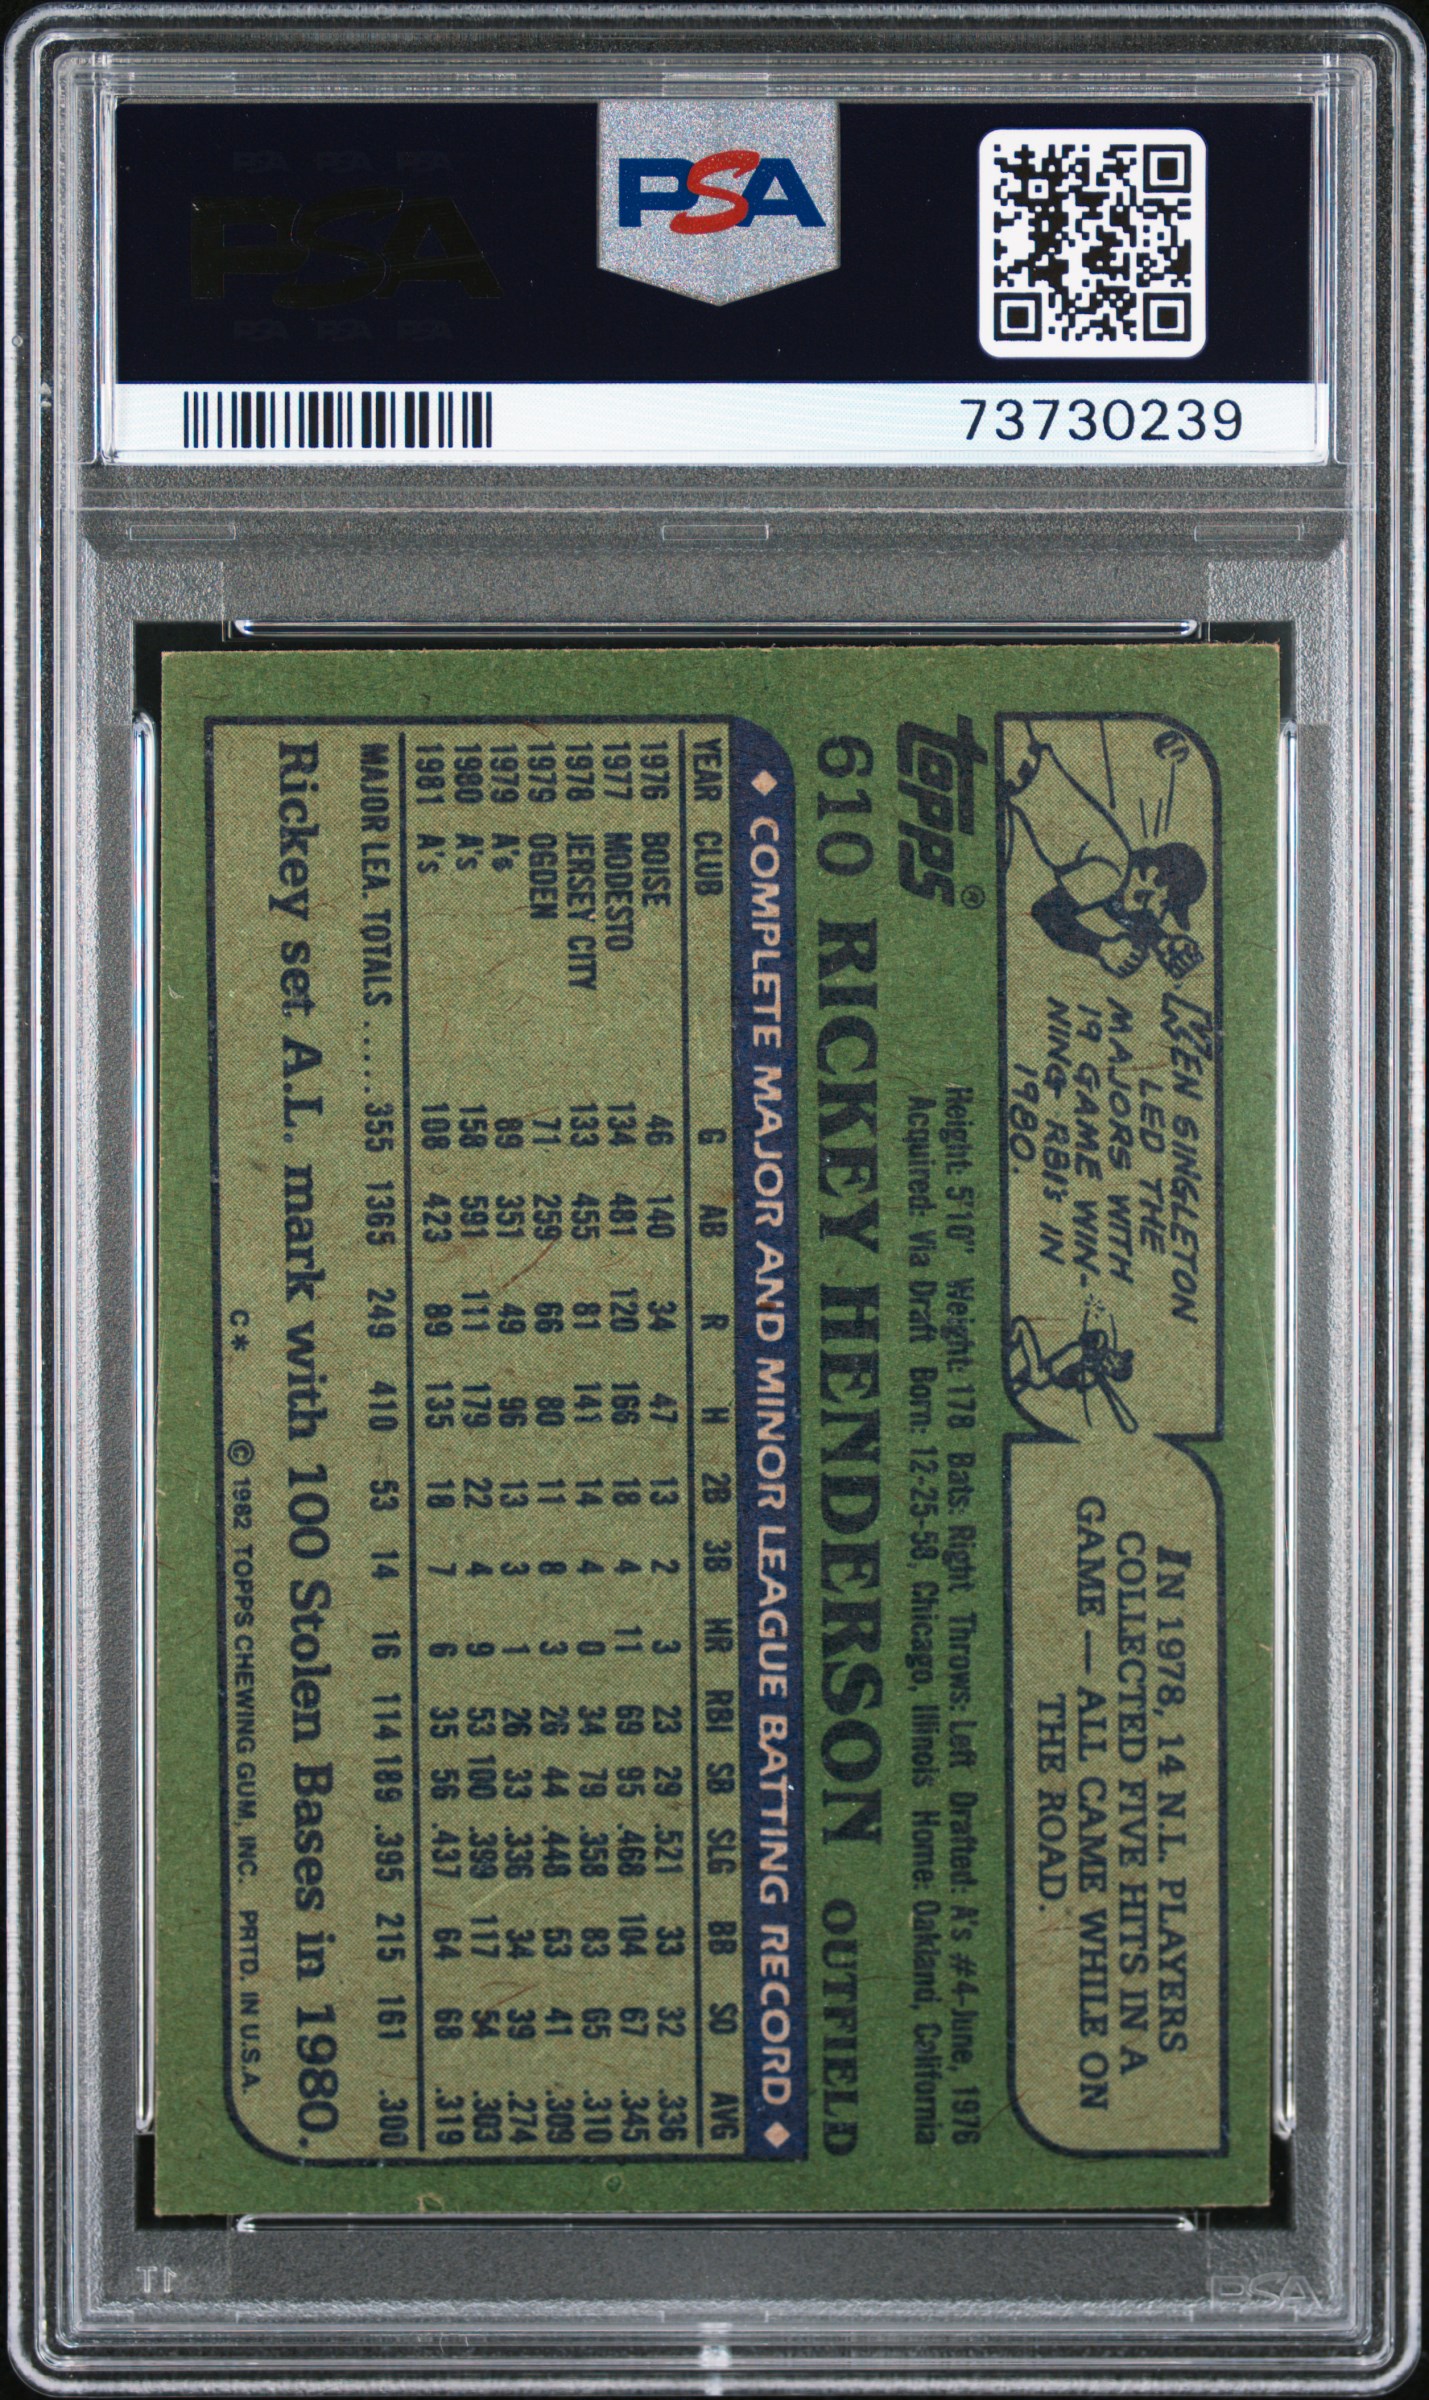 PSA
73730239
KEN SINGLETON
LED THE
MAJORS WITH
19 GAME WIN-
NING RBI's IN
1980.
IN 1978, 14 N.L. PLAYERS
COLLECTED FIVE HITS IN A
GAME — ALL CAME WHILE ON
THE ROAD.
topps®
Height: 5'10" Weight: 178 Bats: Right Throws: Left Drafted: A's #4-June, 1976
Acquired: Via Draft Born: 12-25-58, Chicago, Illinois Home: Oakland, California
610 RICKEY HENDERSON OUTFIELD
♦ COMPLETE MAJOR AND MINOR LEAGUE BATTING RECORD ♦
YEAR CLUB G AB R H 2B 3B HR RBI SB SLG BB SO AVG
1976 BOISE 46 140 34 47 13 2 3 23 29 .521 33 32 .336
1977 MODESTO 134 481 120 166 18 4 11 69 95 .468 104 67 .345
1978 JERSEY CITY 133 455 81 141 14 4 0 34 79 .358 83 65 .310
1979 OGDEN 71 259 66 80 11 8 3 26 44 .448 53 41 .309
1979 A's 89 351 49 96 13 3 1 26 33 .336 34 39 .274
1980 A's 158 591 111 179 22 4 9 53 100 .399 117 54 .303
1981 A's 108 423 89 135 18 7 6 35 56 .437 64 68 .319
MAJOR LEA. TOTALS ...... 355 1365 249 410 53 14 16 114 189 .395 215 161 .300
Rickey set A.L. mark with 100 Stolen Bases in 1980.
C* © 1982 TOPPS CHEWING GUM, INC. PRTD. IN U.S.A.
PSA